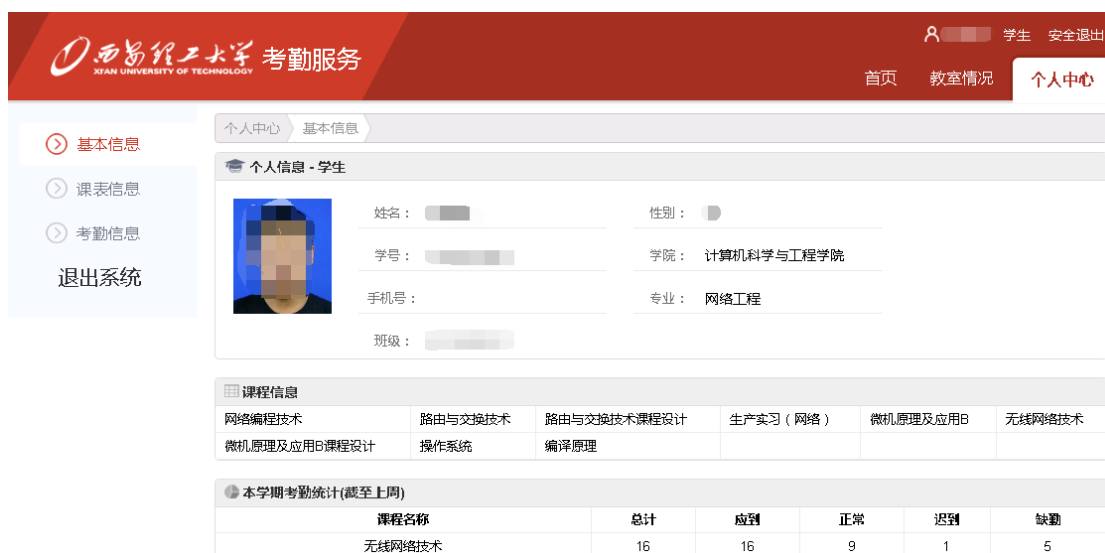 西安理工大学 考勤服务
XI'AN UNIVERSITY OF TECHNOLOGY
学生 安全退出
首页 教室情况 个人中心
基本信息
课表信息
考勤信息
退出系统
个人中心 基本信息
个人信息 - 学生
姓名： 性别：
学号： 学院： 计算机科学与工程学院
手机号： 专业： 网络工程
班级：
课程信息
网络编程技术 路由与交换技术 路由与交换技术课程设计 生产实习（网络） 微机原理及应用B 无线网络技术
微机原理及应用B课程设计 操作系统 编译原理
本学期考勤统计(截至上周)
课程名称 总计 应到 正常 迟到 缺勤
无线网络技术 16 16 9 1 5